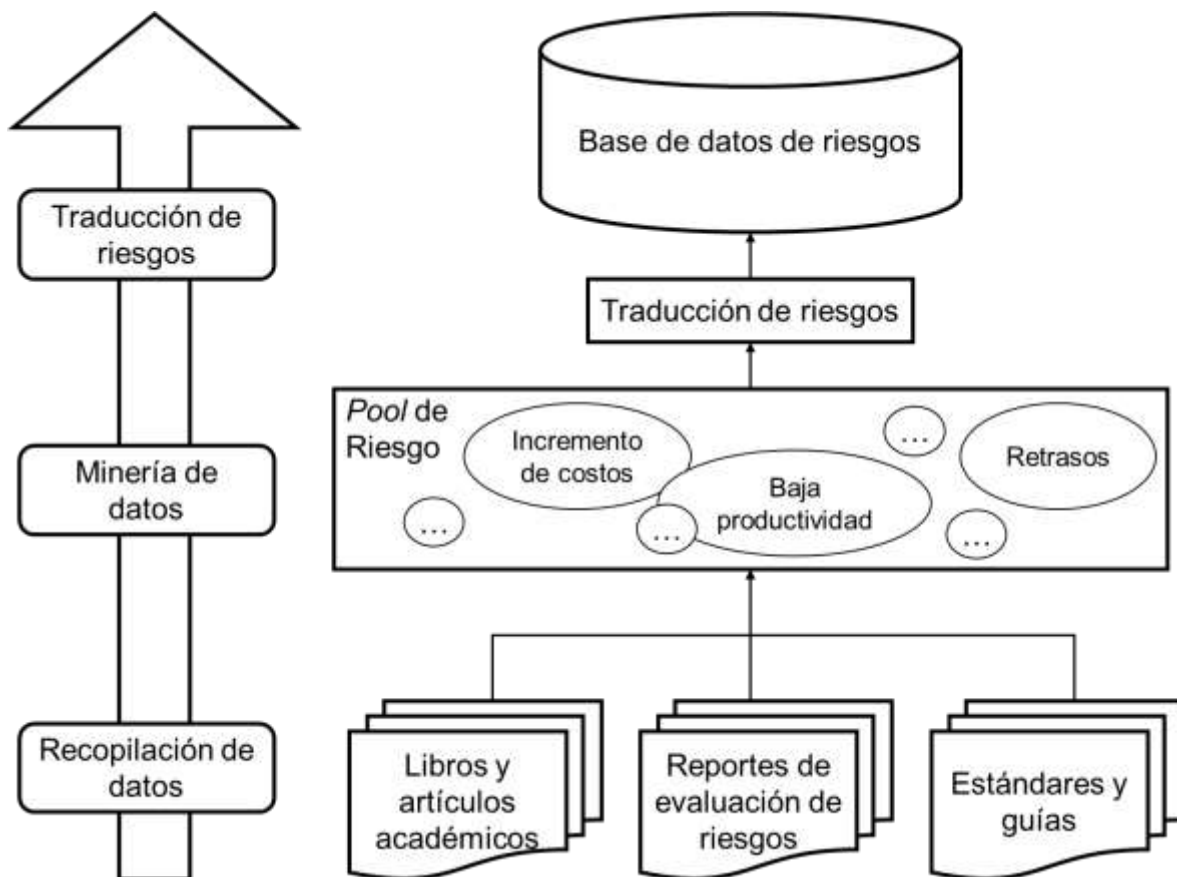 Base de datos de riesgos
Traducción de
riesgos
Traducción de riesgos
Pool de
Riesgo
Incremento
de costos
...
Retrasos
Minería de
datos
Baja
productividad
...
...
...
Recopilación de
datos
Libros y
artículos
académicos
Reportes de
evaluación de
riesgos
Estándares y
guías